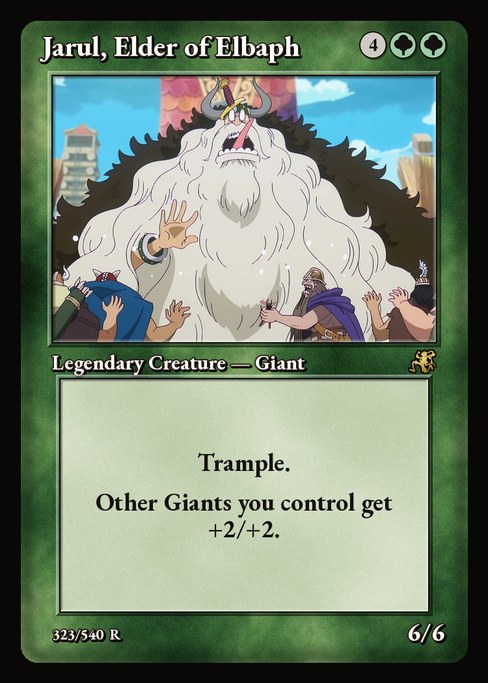 Jarul, Elder of Elbaph 4
Legendary Creature — Giant
Trample.
Other Giants you control get
+2/+2.
323/540 R 6/6